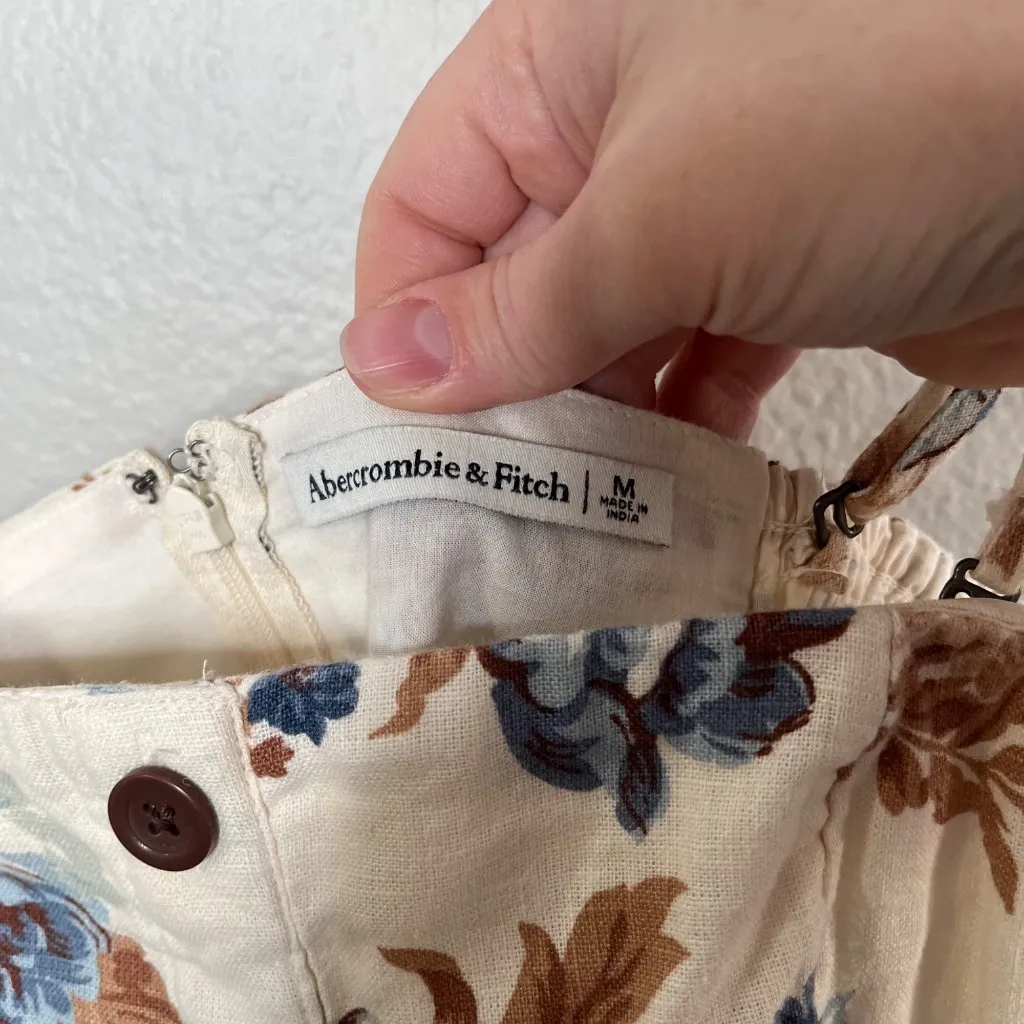 Abercrombie & Fitch | M
MADE IN
INDIA